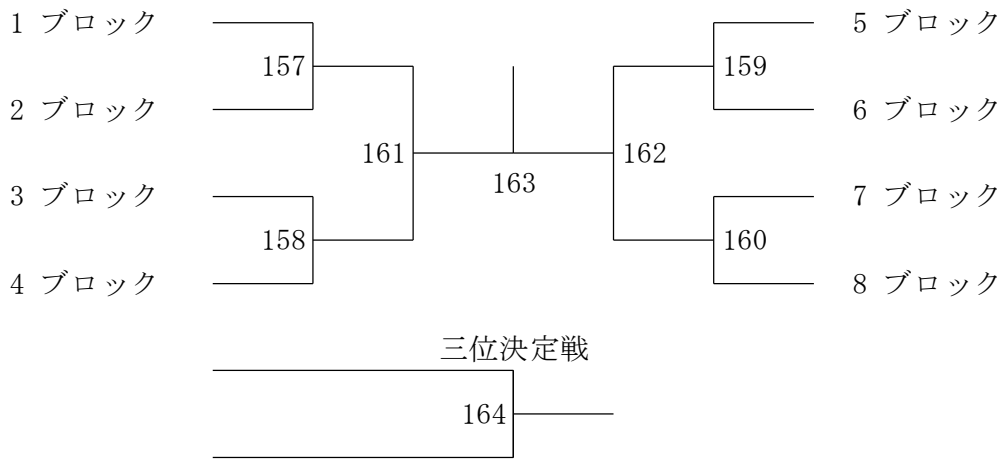 1 ブロック
5 ブロック
157
159
2 ブロック
6 ブロック
161
162
163
3 ブロック
7 ブロック
158
160
4 ブロック
8 ブロック
三位決定戦
164